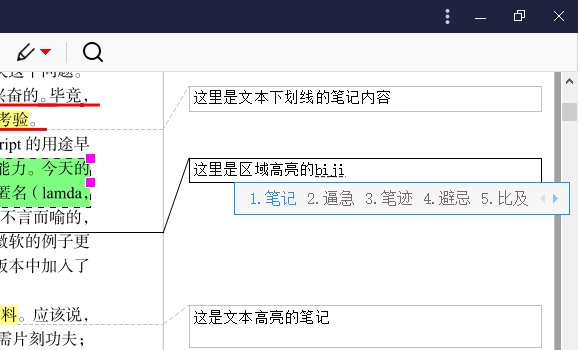 天这个问题。
兴奋的。毕竟，
这里是文本下划线的笔记内容
考验。
ript 的用途早
能力。今天的
这里是区域高亮的bi ji
匿名（lamda,
1.笔记 2.逼急 3.笔迹 4.避忌 5.比及
不言而喻的，
微软的例子更
版本中加入了
料。应该说，
这是文本高亮的笔记
需片刻功夫；